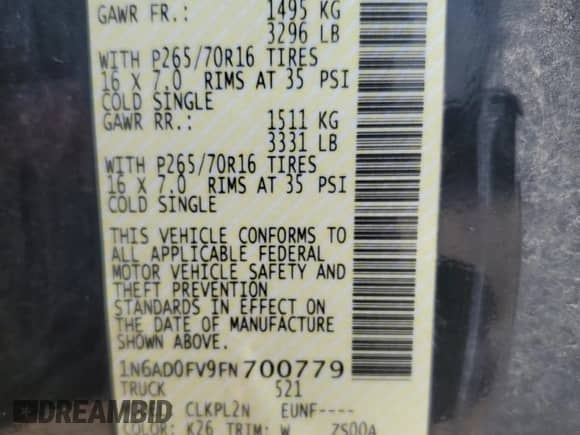 GAWR FR.: 1495 KG
3296 LB
WITH P265/70R16 TIRES
16 X 7.0 RIMS AT 35 PSI
COLD SINGLE
GAWR RR.: 1511 KG
3331 LB
WITH P265/70R16 TIRES
16 X 7.0 RIMS AT 35 PSI
COLD SINGLE
THIS VEHICLE CONFORMS TO
ALL APPLICABLE FEDERAL
MOTOR VEHICLE SAFETY AND
THEFT PREVENTION
STANDARDS IN EFFECT ON
THE DATE OF MANUFACTURE
SHOWN ABOVE.
1N6AD0FV9FN700779
TRUCK 521
CLKPL2N EUNF----
COLOR: K26 TRIM: W ZS00A
DREAMBID